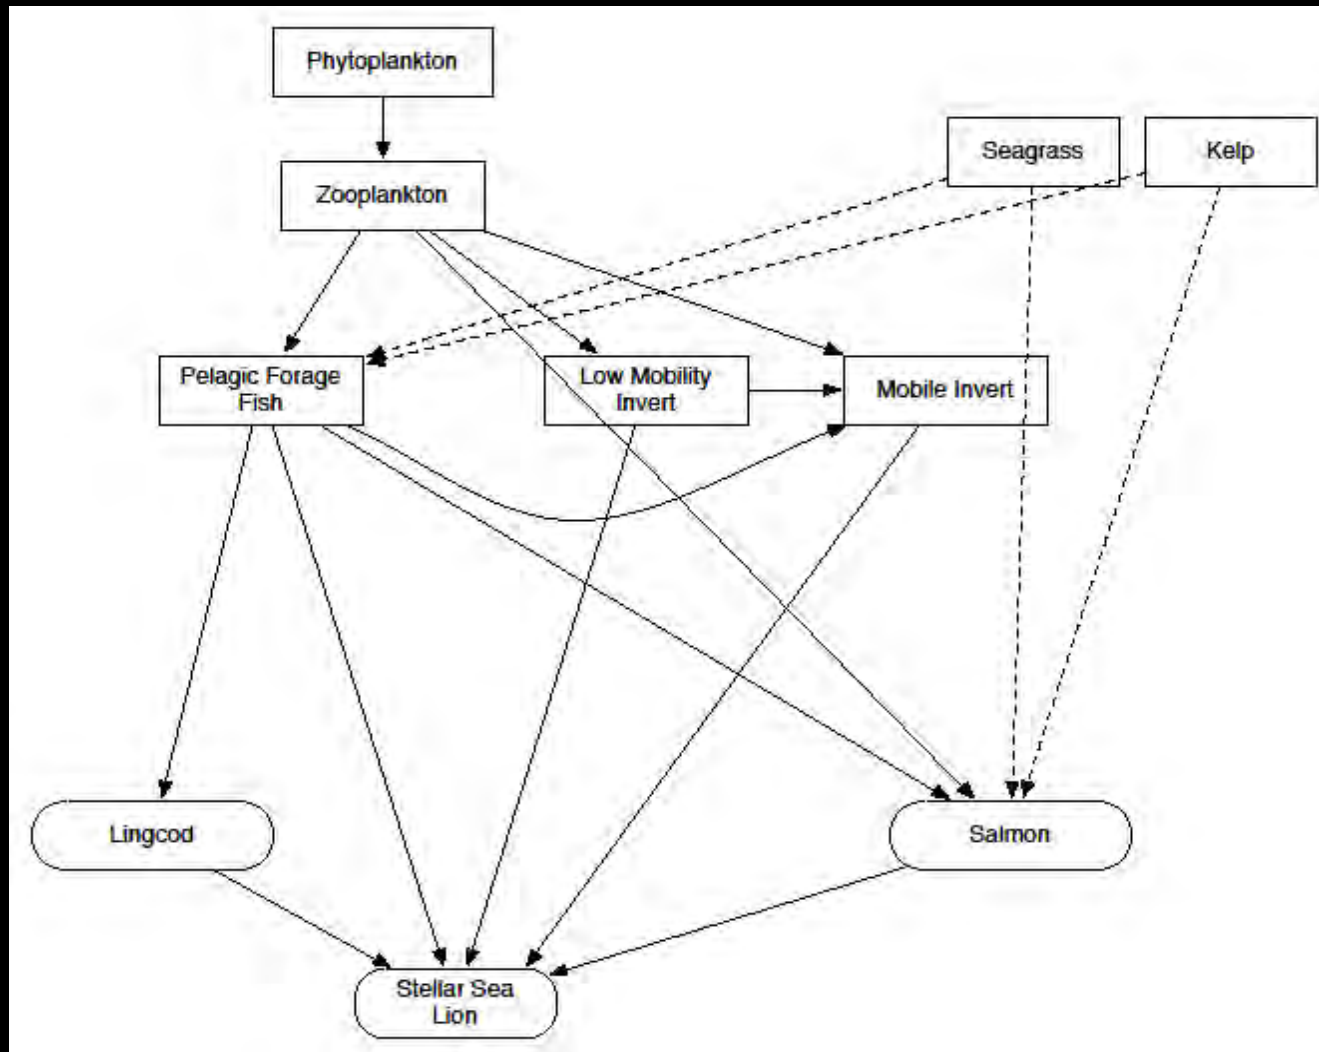 Phytoplankton
Seagrass
Kelp
Zooplankton
Pelagic Forage
Fish
Low Mobility
Invert
Mobile Invert
Lingcod
Salmon
Stellar Sea
Lion